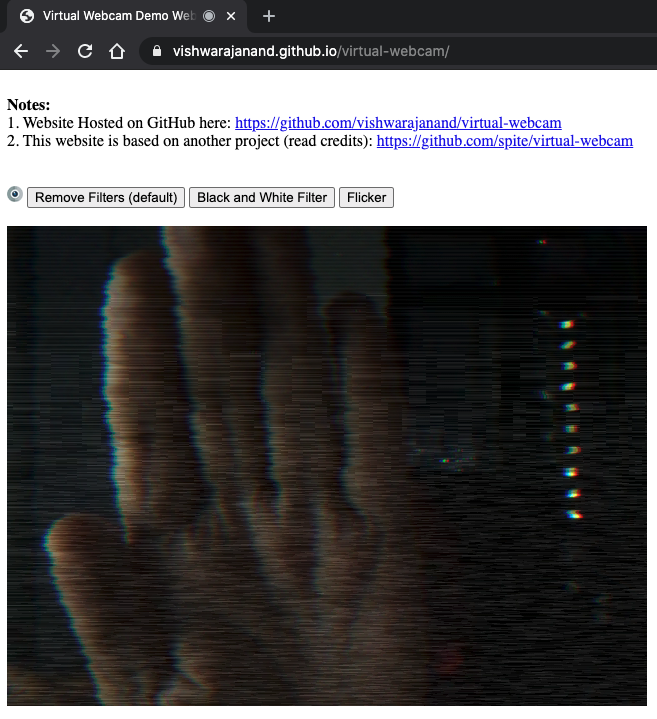 Virtual Webcam Demo Web
vishwarajanand.github.io/virtual-webcam/
Notes:
1. Website Hosted on GitHub here: https://github.com/vishwarajanand/virtual-webcam
2. This website is based on another project (read credits): https://github.com/spite/virtual-webcam
Remove Filters (default) Black and White Filter Flicker